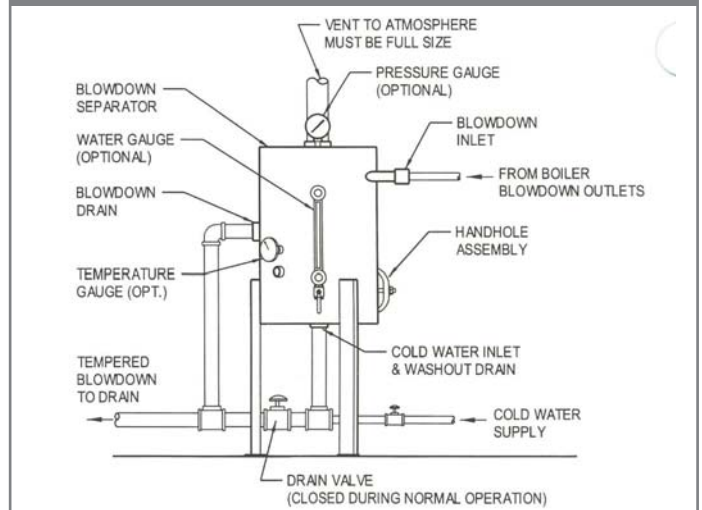 VENT TO ATMOSPHERE
MUST BE FULL SIZE
PRESSURE GAUGE
(OPTIONAL)
BLOWDOWN
SEPARATOR
BLOWDOWN
INLET
WATER GAUGE
(OPTIONAL)
FROM BOILER
BLOWDOWN OUTLETS
BLOWDOWN
DRAIN
HANDHOLE
ASSEMBLY
TEMPERATURE
GAUGE (OPT.)
COLD WATER INLET
& WASHOUT DRAIN
TEMPERED
BLOWDOWN
TO DRAIN
COLD WATER
SUPPLY
DRAIN VALVE
(CLOSED DURING NORMAL OPERATION)